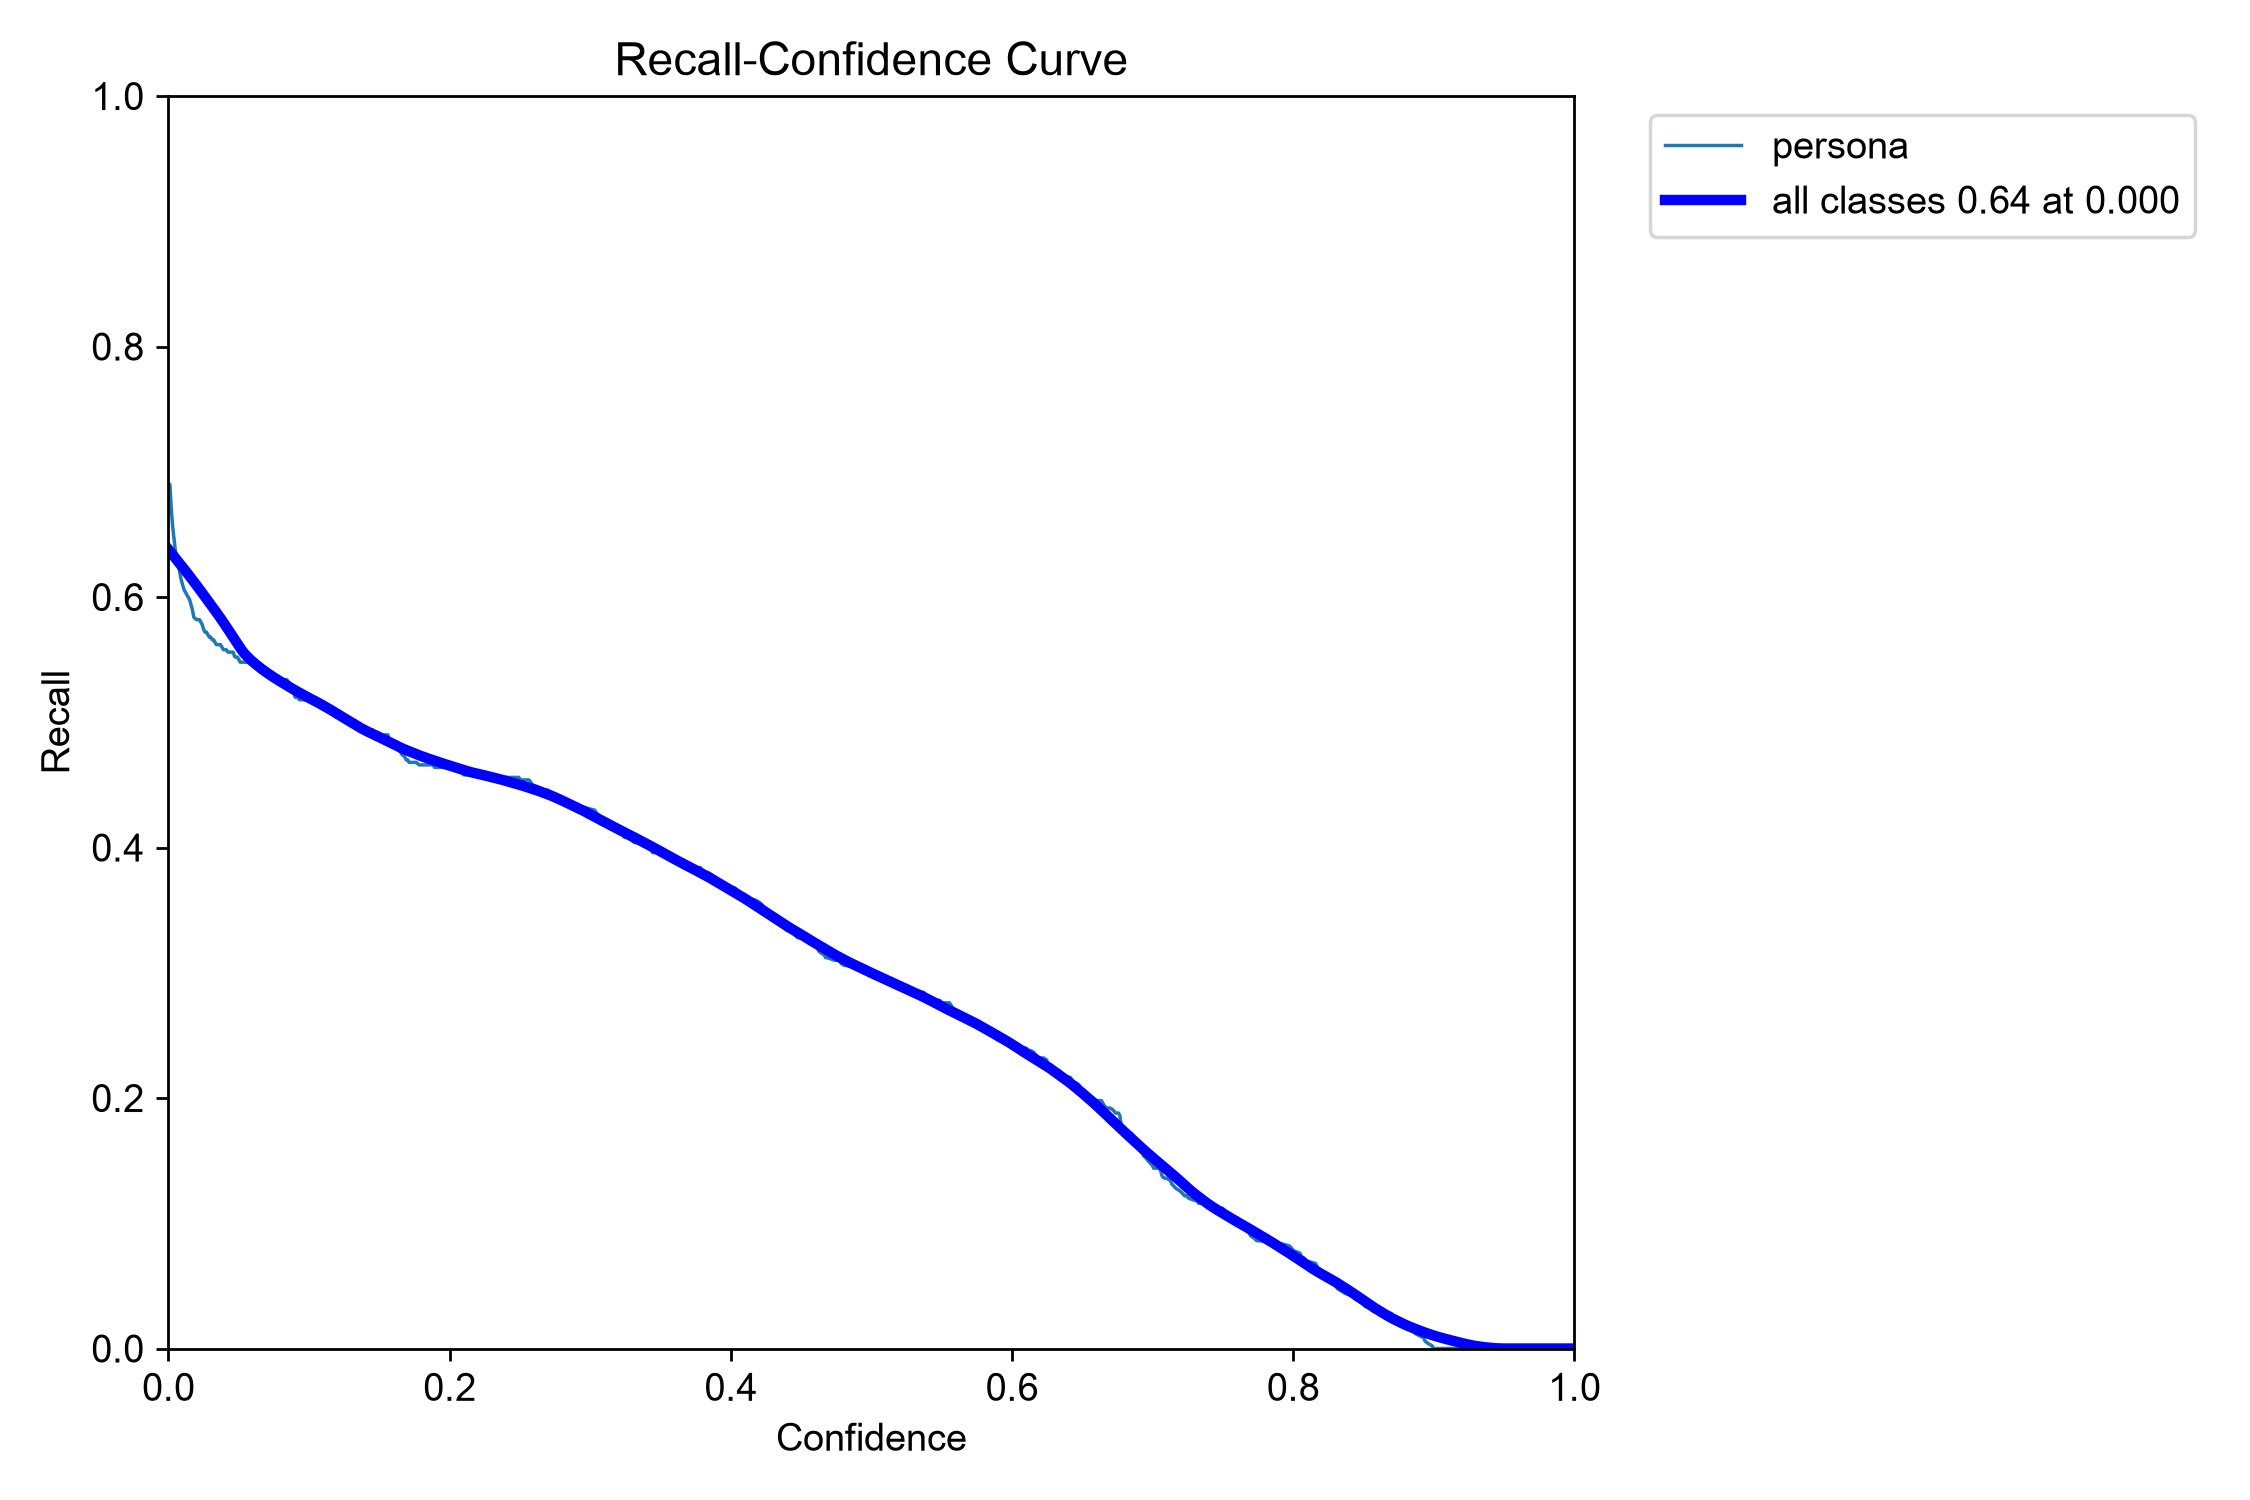 Recall-Confidence Curve
1.0
0.8
0.6
0.4
0.2
0.0
Recall
0.0 0.2 0.4 0.6 0.8 1.0
Confidence
persona
all classes 0.64 at 0.000